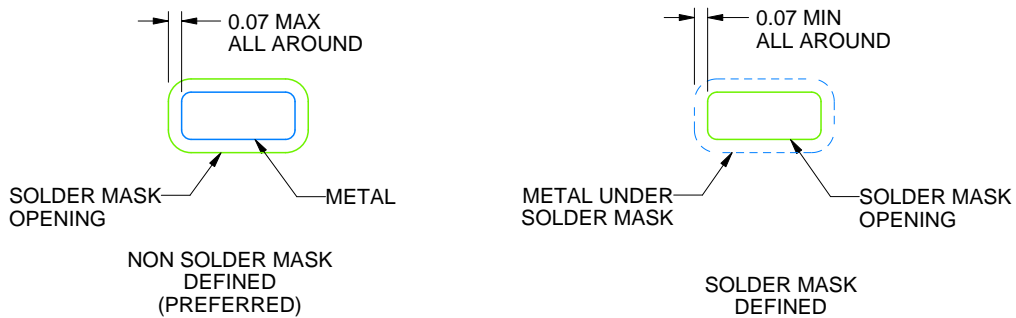 0.07 MAX
ALL AROUND
SOLDER MASK
OPENING
METAL
NON SOLDER MASK
DEFINED
(PREFERRED)
0.07 MIN
ALL AROUND
METAL UNDER
SOLDER MASK
SOLDER MASK
OPENING
SOLDER MASK
DEFINED